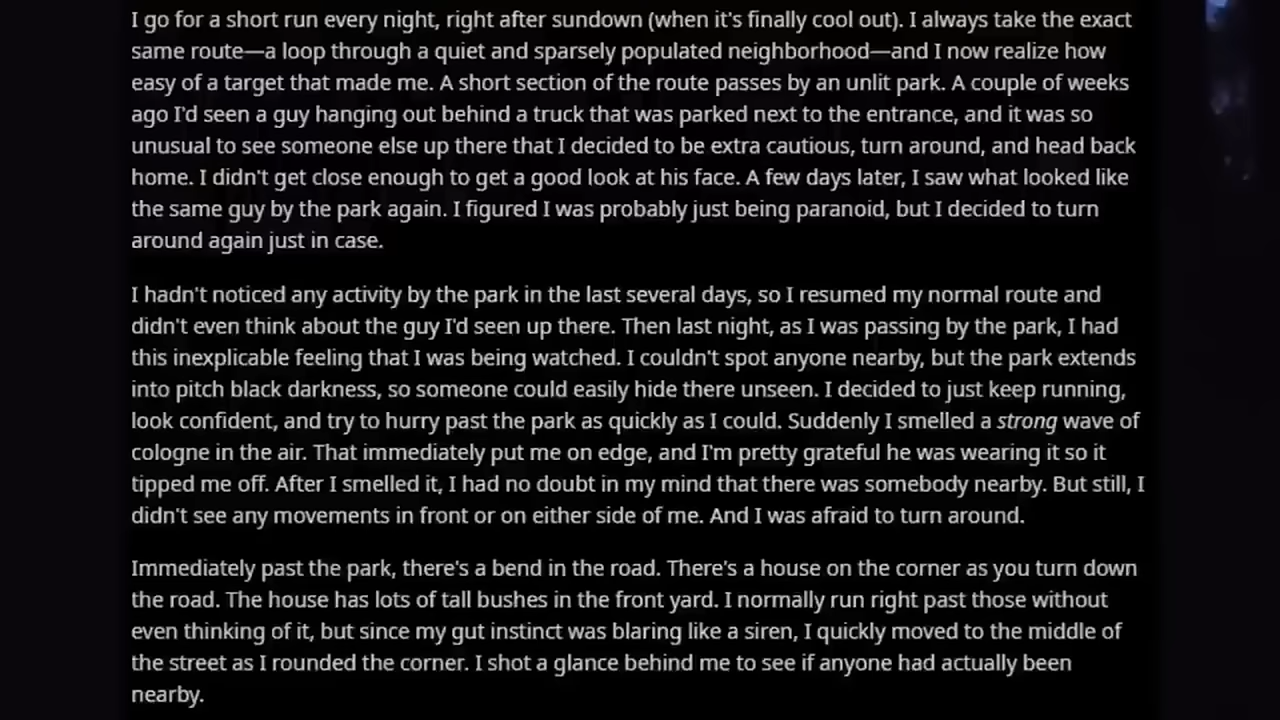 I go for a short run every night, right after sundown (when it's finally cool out). I always take the exact
same route—a loop through a quiet and sparsely populated neighborhood—and I now realize how
easy of a target that made me. A short section of the route passes by an unlit park. A couple of weeks
ago I'd seen a guy hanging out behind a truck that was parked next to the entrance, and it was so
unusual to see someone else up there that I decided to be extra cautious, turn around, and head back
home. I didn't get close enough to get a good look at his face. A few days later, I saw what looked like
the same guy by the park again. I figured I was probably just being paranoid, but I decided to turn
around again just in case.
I hadn't noticed any activity by the park in the last several days, so I resumed my normal route and
didn't even think about the guy I'd seen up there. Then last night, as I was passing by the park, I had
this inexplicable feeling that I was being watched. I couldn't spot anyone nearby, but the park extends
into pitch black darkness, so someone could easily hide there unseen. I decided to just keep running,
look confident, and try to hurry past the park as quickly as I could. Suddenly I smelled a strong wave of
cologne in the air. That immediately put me on edge, and I'm pretty grateful he was wearing it so it
tipped me off. After I smelled it, I had no doubt in my mind that there was somebody nearby. But still, I
didn't see any movements in front or on either side of me. And I was afraid to turn around.
Immediately past the park, there's a bend in the road. There's a house on the corner as you turn down
the road. The house has lots of tall bushes in the front yard. I normally run right past those without
even thinking of it, but since my gut instinct was blaring like a siren, I quickly moved to the middle of
the street as I rounded the corner. I shot a glance behind me to see if anyone had actually been
nearby.